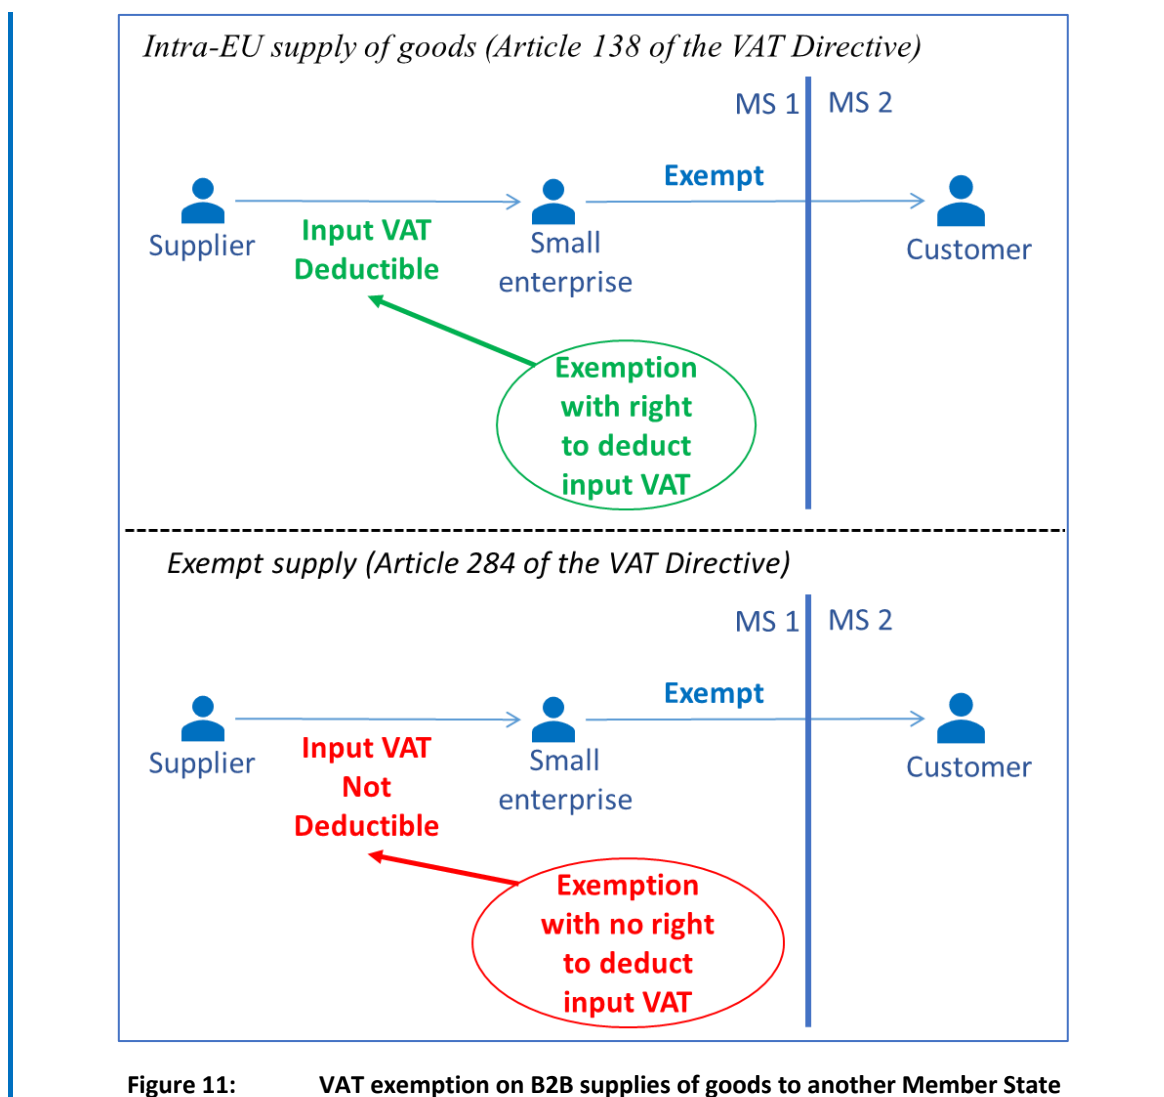 Intra-EU supply of goods (Article 138 of the VAT Directive)
MS 1 MS 2
Exempt
Input VAT
Deductible
Supplier
Small
enterprise
Customer
Exemption
with right
to deduct
input VAT
Exempt supply (Article 284 of the VAT Directive)
MS 1 MS 2
Exempt
Input VAT
Not
Deductible
Supplier
Small
enterprise
Customer
Exemption
with no right
to deduct
input VAT
Figure 11: VAT exemption on B2B supplies of goods to another Member State